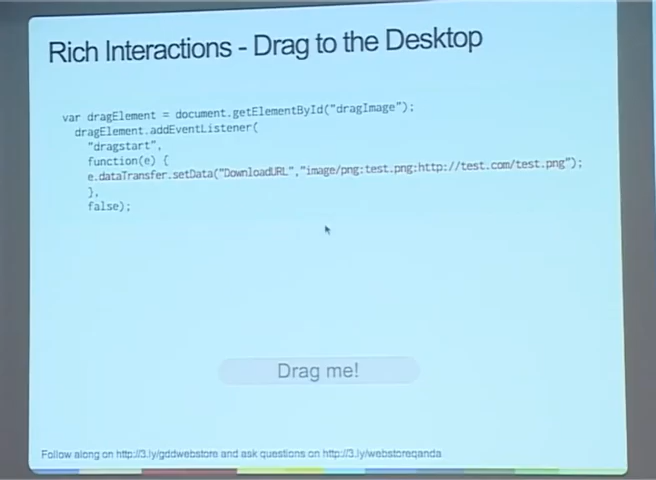 Rich Interactions - Drag to the Desktop
var dragElement = document.getElementById("dragImage");
dragElement.addEventListener(
"dragstart",
function(e) {
e.dataTransfer.setData("DownloadURL","image/png:test.png:http://test.com/test.png");
},
false);
Drag me!
Follow along on http://3.ly/gddwebstore and ask questions on http://3.ly/webstoreqanda